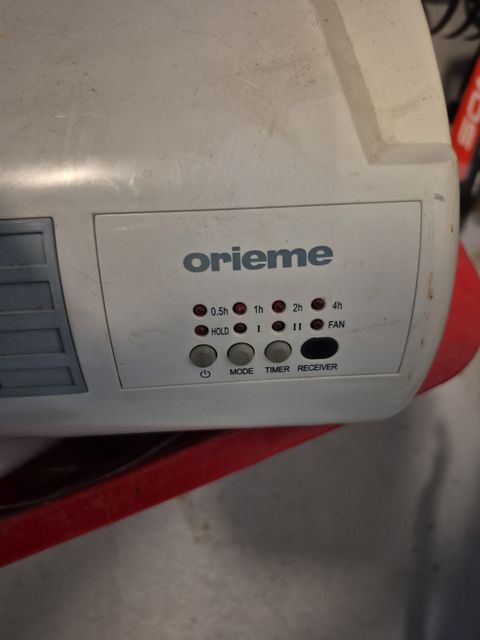 orieme
0.5h 1h 2h 4h
HOLD I II FAN
MODE TIMER RECEIVER